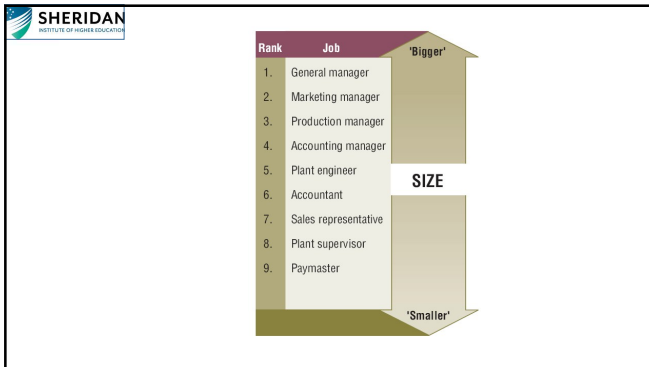 SHERIDAN
INSTITUTE OF HIGHER EDUCATION
Rank Job 'Bigger'
1. General manager
2. Marketing manager
3. Production manager
4. Accounting manager
5. Plant engineer
SIZE
6. Accountant
7. Sales representative
8. Plant supervisor
9. Paymaster
'Smaller'